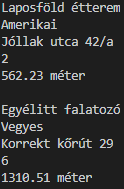 Laposföld étterem
Amerikai
Jóllak utca 42/a
2
562.23 méter

Egyélitt falatozó
Vegyes
Korrekt kőrút 29
6
1310.51 méter